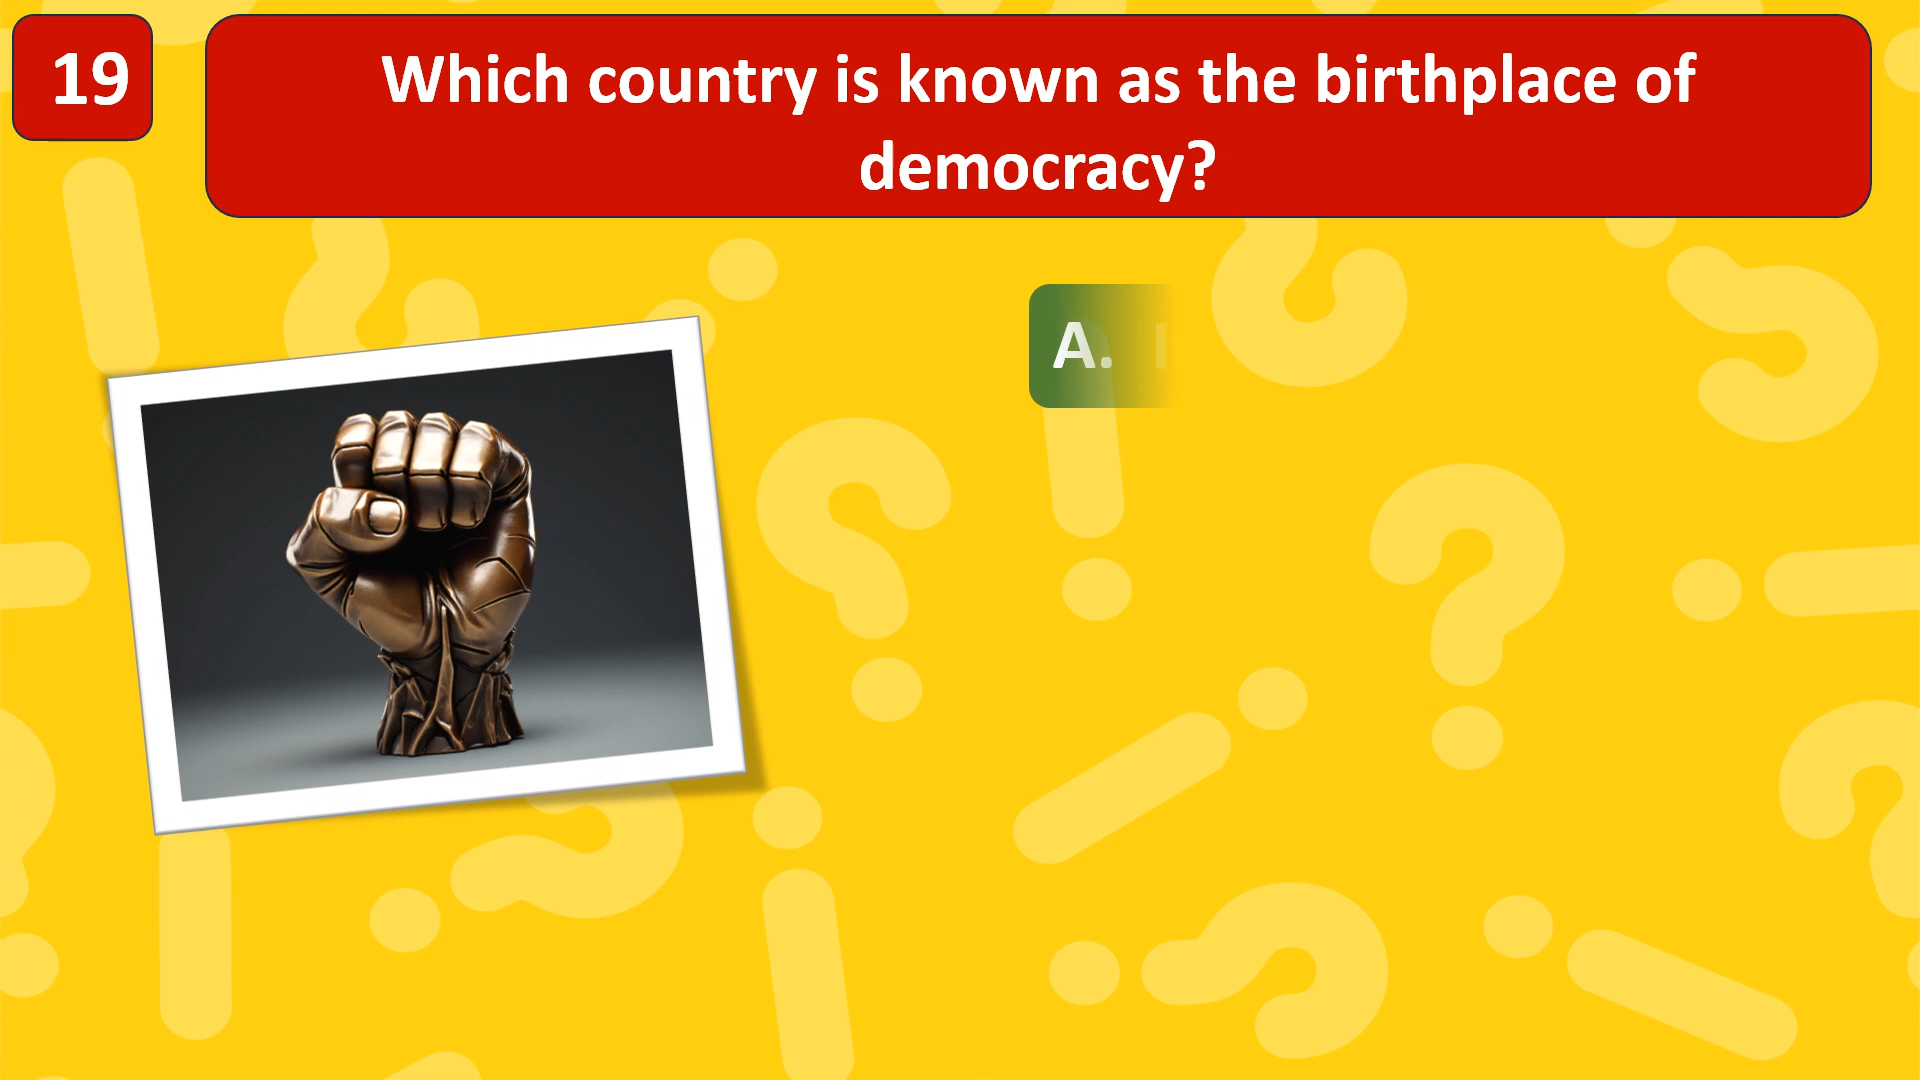 19
Which country is known as the birthplace of
democracy?
A.